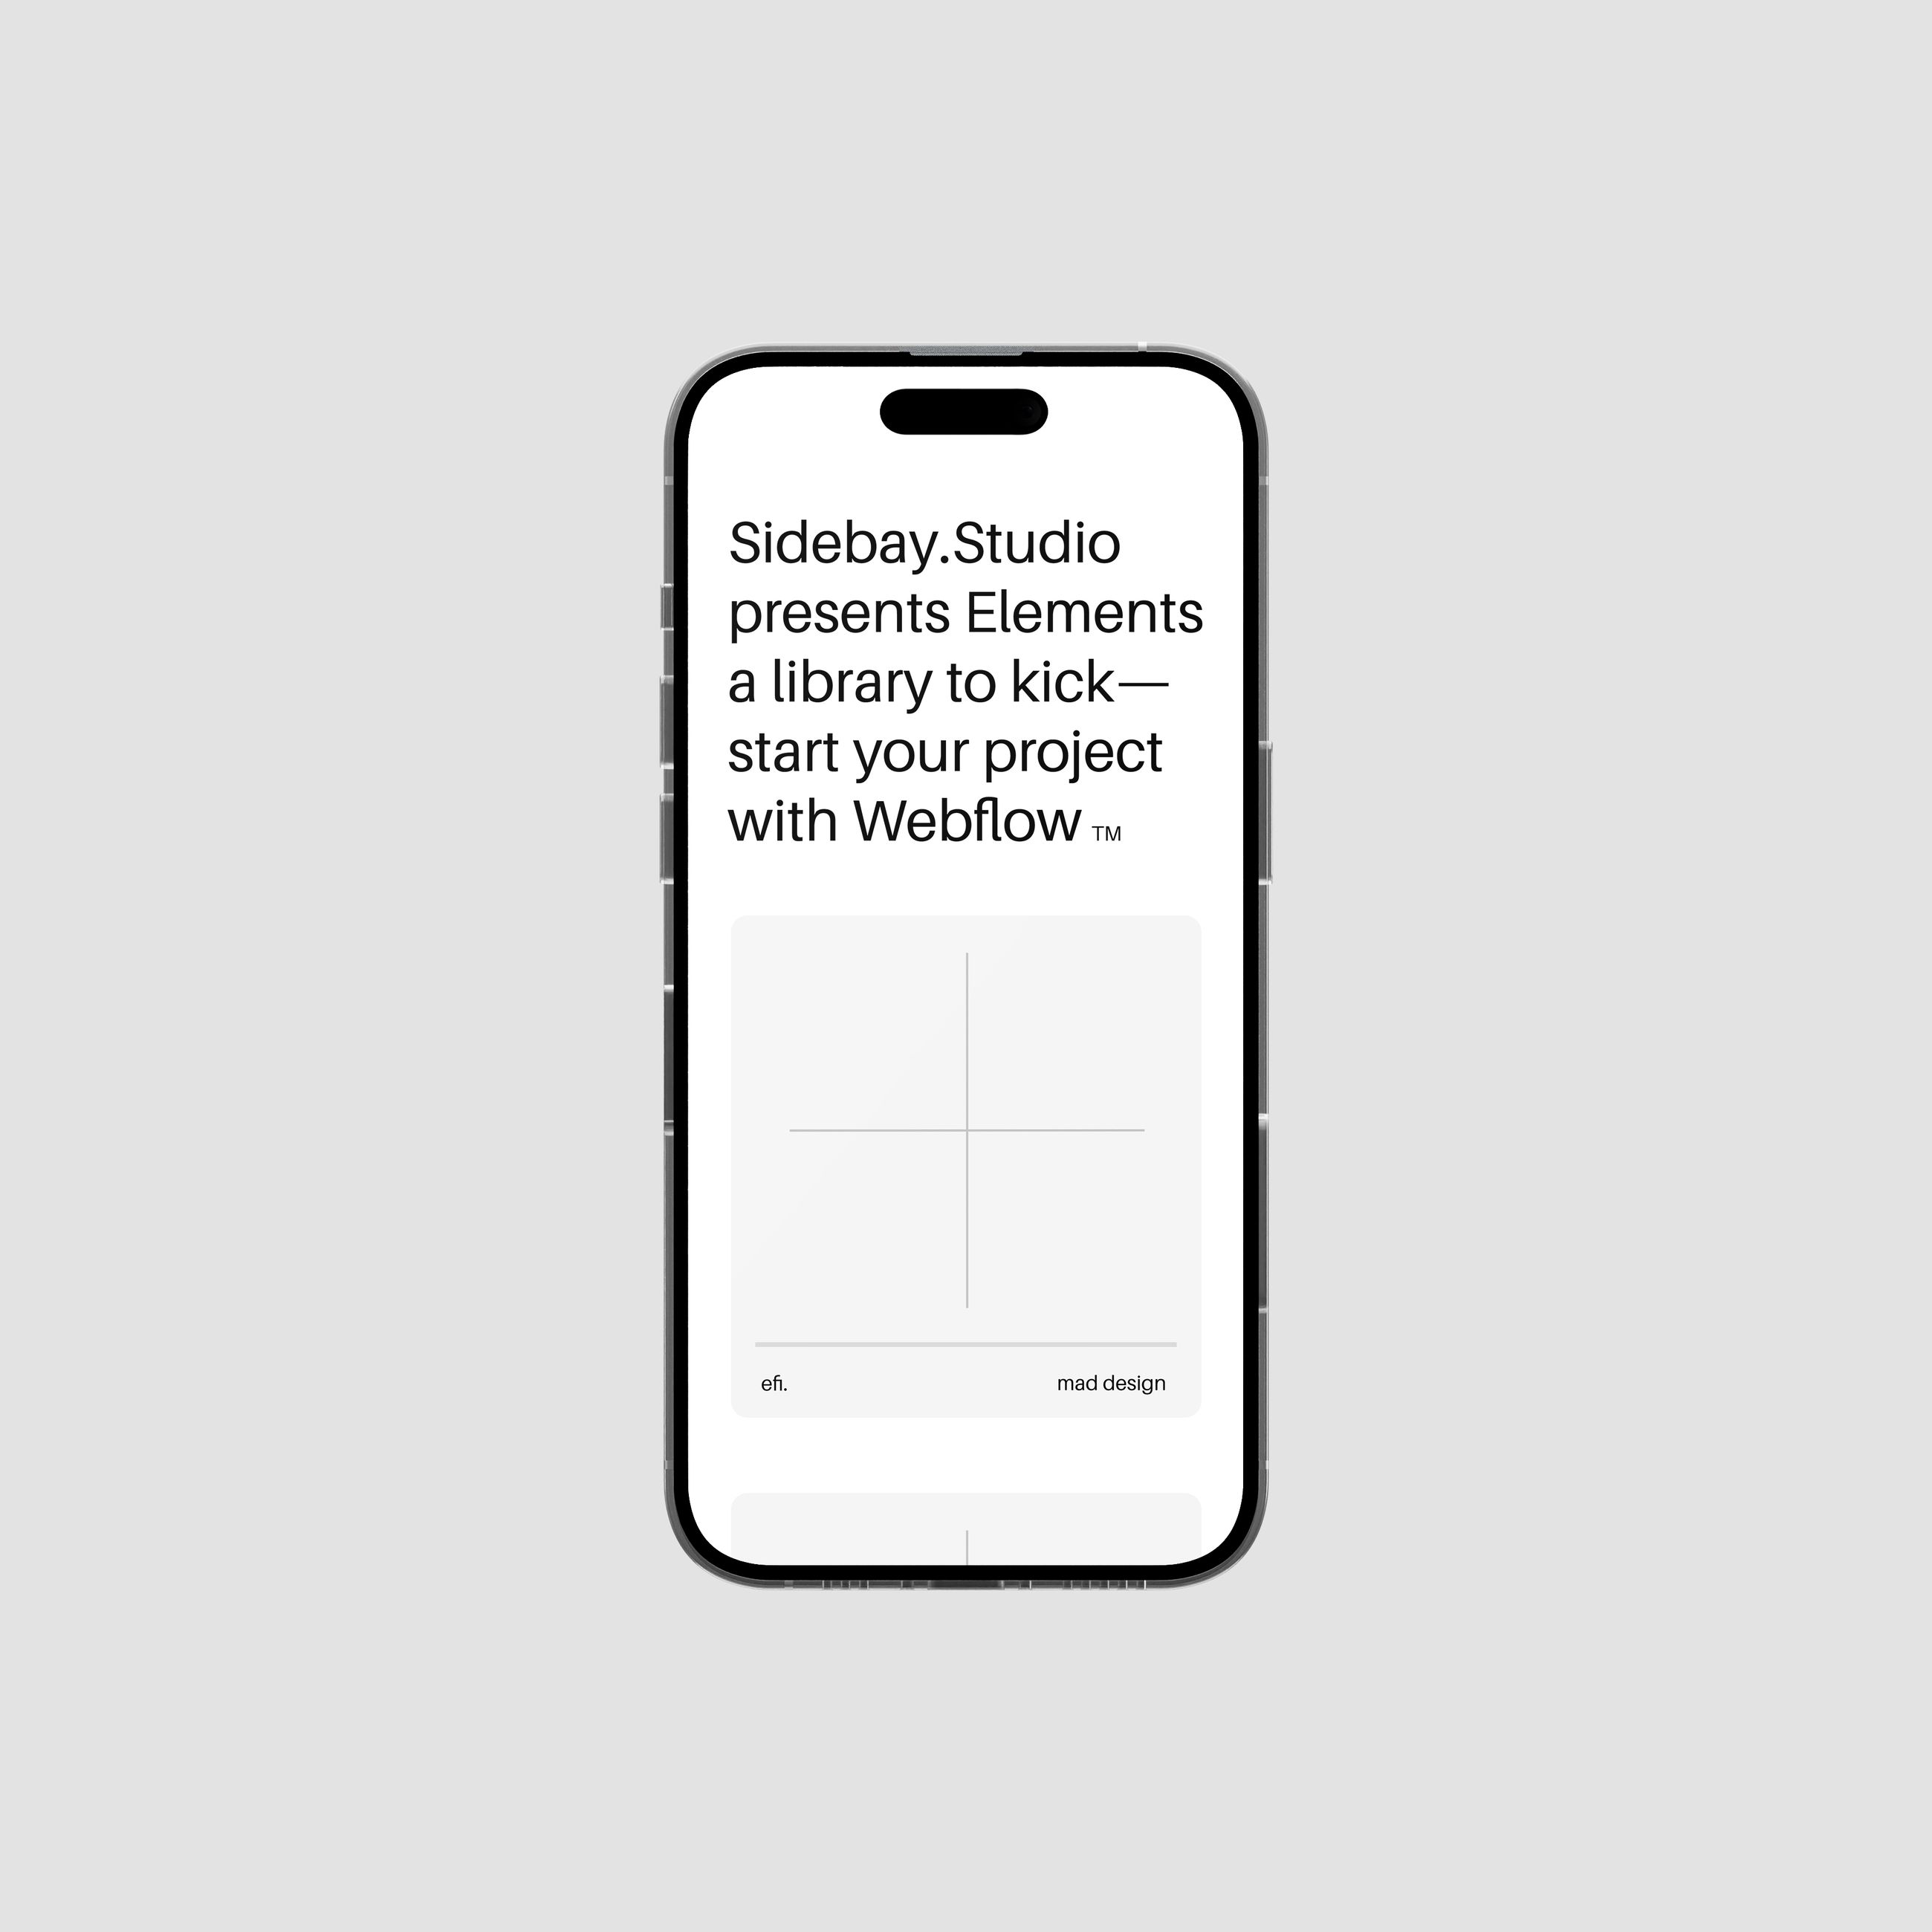 Sidebay.Studio
presents Elements
a library to kick—
start your project
with Webflow ™
efi.
mad design